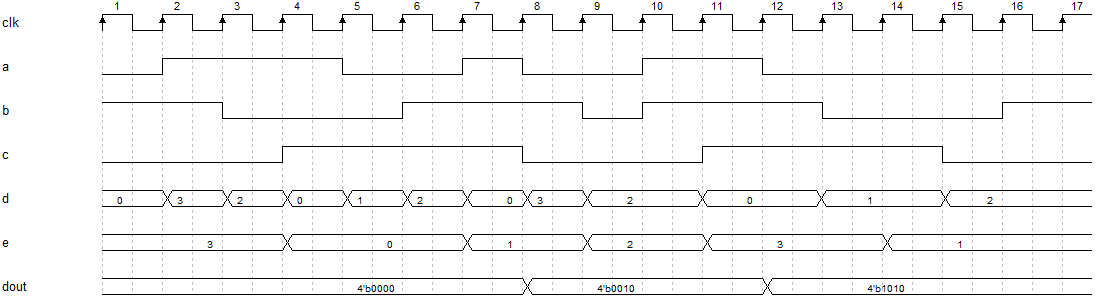 1 2 3 4 5 6 7 8 9 10 11 12 13 14 15 16 17
clk
a
b
c
d 0 3 2 0 1 2 0 3 2 0 1 2
e 3 0 1 2 3 1
dout 4'b0000 4'b0010 4'b1010